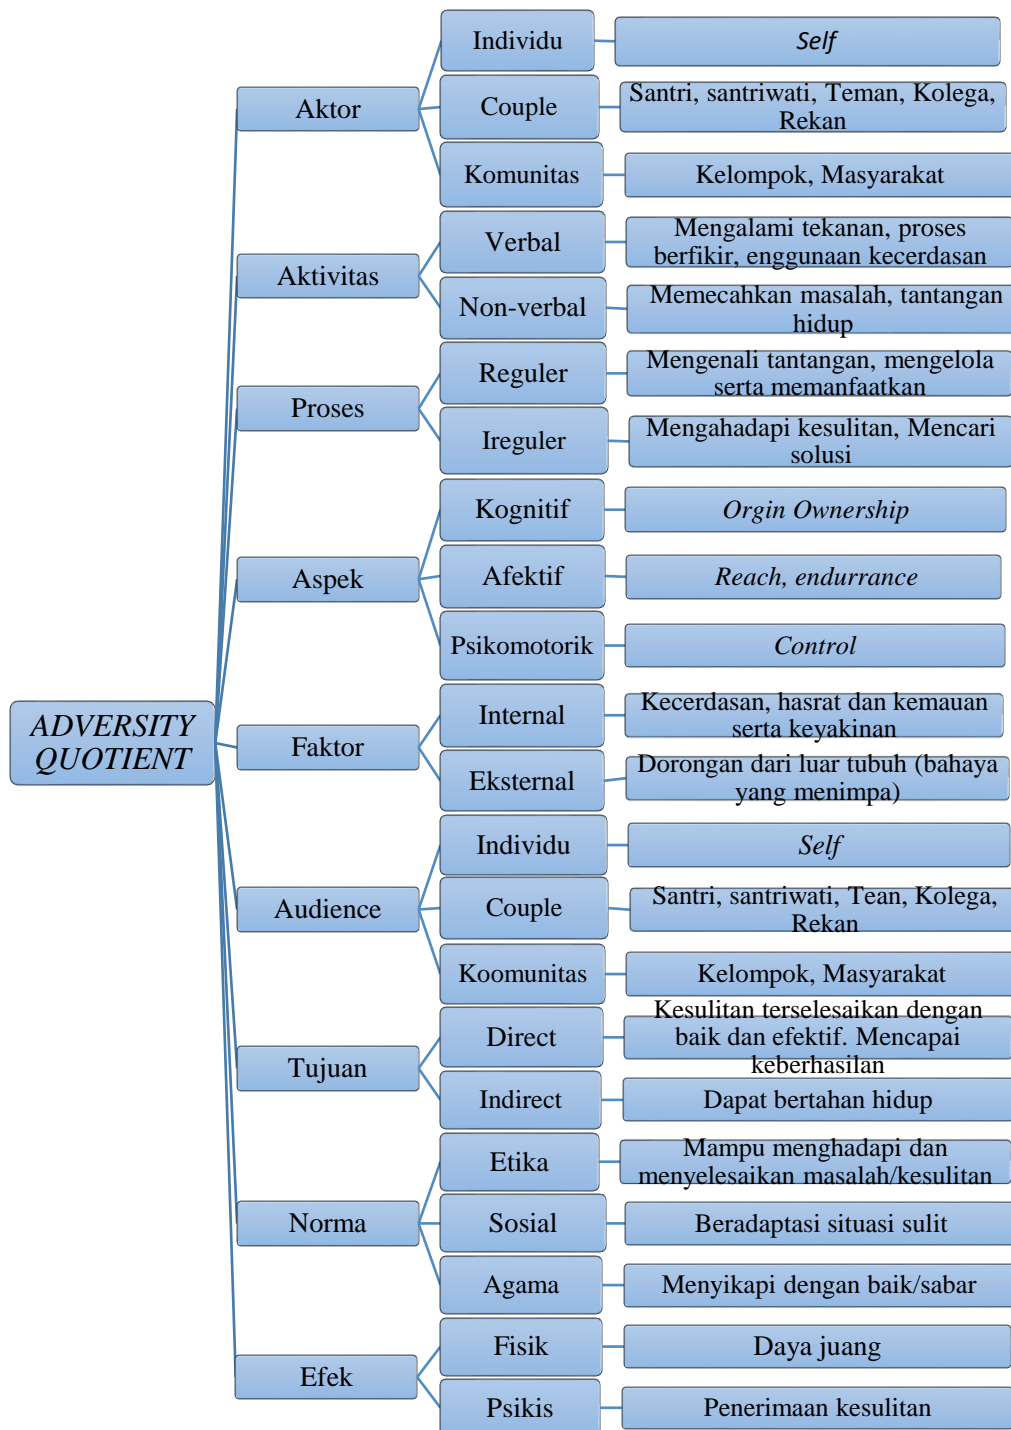 ADVERSITY
QUOTIENT
Aktor
Individu
Self
Couple
Santri, santriwati, Teman, Kolega,
Rekan
Komunitas
Kelompok, Masyarakat
Aktivitas
Verbal
Mengalami tekanan, proses
berfikir, enggunaan kecerdasan
Non-verbal
Memecahkan masalah, tantangan
hidup
Proses
Reguler
Mengenali tantangan, mengelola
serta memanfaatkan
Ireguler
Mengahadapi kesulitan, Mencari
solusi
Aspek
Kognitif
Orgin Ownership
Afektif
Reach, endurrance
Psikomotorik
Control
Faktor
Internal
Kecerdasan, hasrat dan kemauan
serta keyakinan
Eksternal
Dorongan dari luar tubuh (bahaya
yang menimpa)
Audience
Individu
Self
Couple
Santri, santriwati, Tean, Kolega,
Rekan
Koomunitas
Kelompok, Masyarakat
Tujuan
Direct
Kesulitan terselesaikan dengan
baik dan efektif. Mencapai
keberhasilan
Indirect
Dapat bertahan hidup
Norma
Etika
Mampu menghadapi dan
menyelesaikan masalah/kesulitan
Sosial
Beradaptasi situasi sulit
Agama
Menyikapi dengan baik/sabar
Efek
Fisik
Daya juang
Psikis
Penerimaan kesulitan